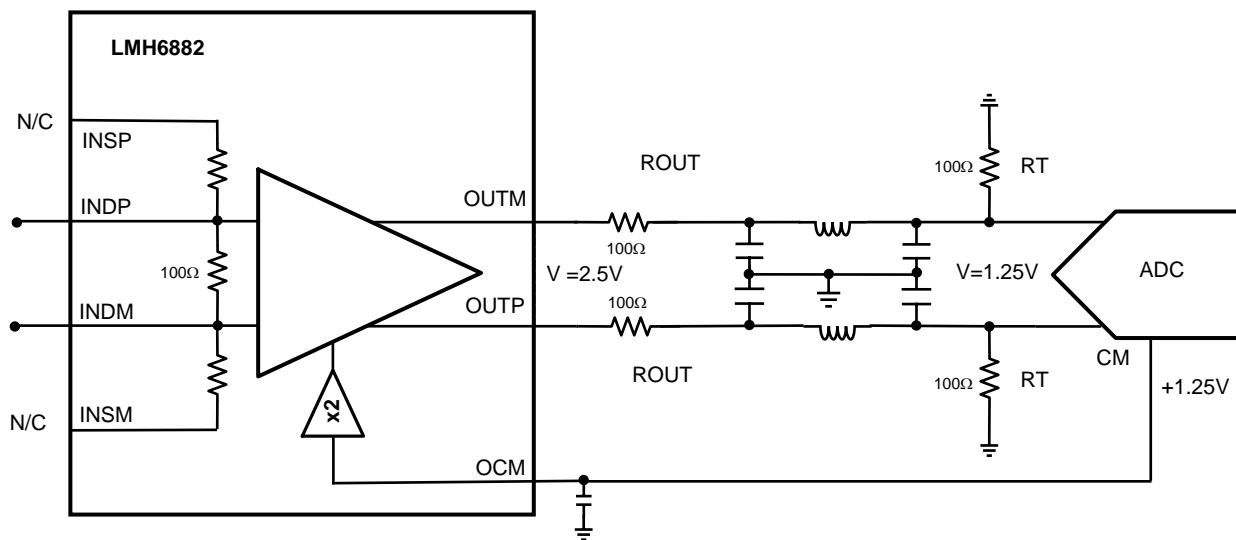 LMH6882
N/C
INSP
INDP
100Ω
INDM
INSM
N/C
x2
OUTM
OUTP
OCM
ROUT
100Ω
V =2.5V
100Ω
ROUT
100Ω
RT
V=1.25V
ADC
CM
100Ω
RT
+1.25V